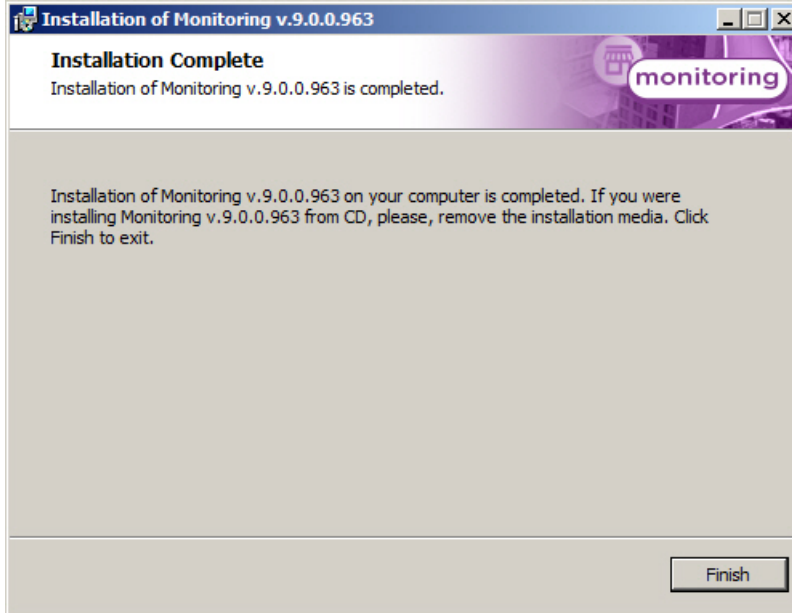 Installation of Monitoring v.9.0.0.963
Installation Complete
Installation of Monitoring v.9.0.0.963 is completed.
monitoring
Installation of Monitoring v.9.0.0.963 on your computer is completed. If you were
installing Monitoring v.9.0.0.963 from CD, please, remove the installation media. Click
Finish to exit.
Finish